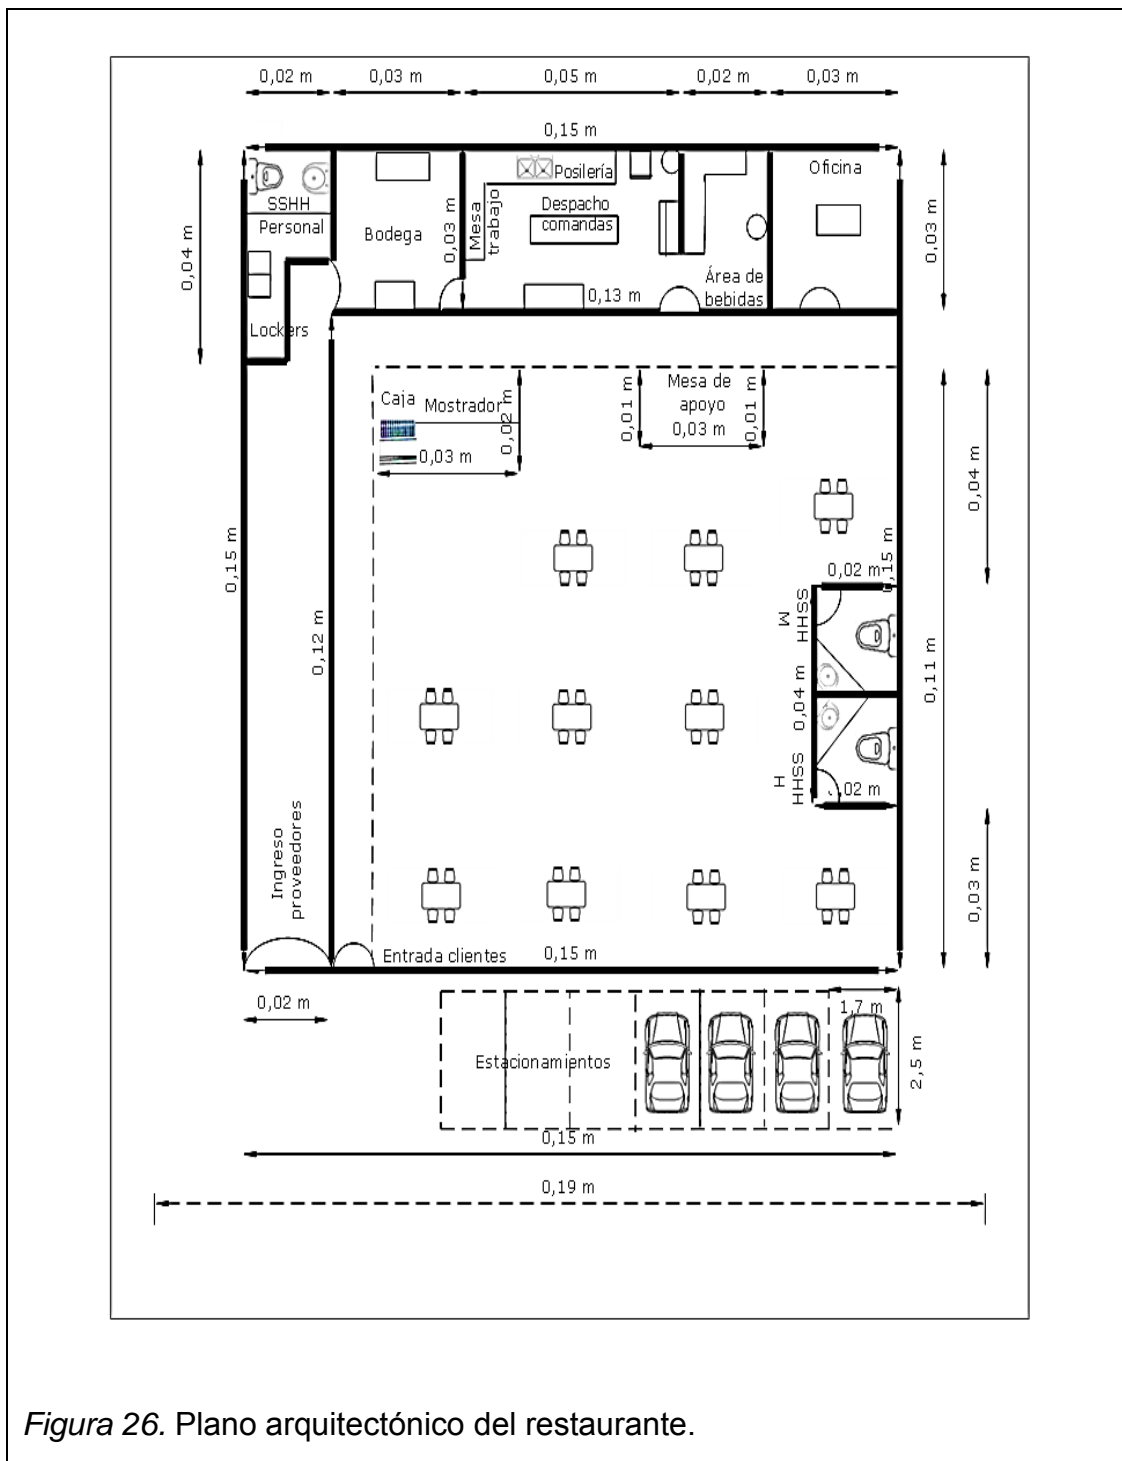 0,02 m
0,03 m
0,05 m
0,02 m
0,03 m
0,15 m
SSHH
Personal
Lockers
0,04 m
Bodega
0,03 m
Mesa
trabajo
Posilería
Despacho
comandas
0,13 m
Área de
bebidas
Oficina
0,03 m
Caja
Mostrador
0,02 m
0,03 m
0,01 m
Mesa de
apoyo
0,03 m
0,01 m
0,04 m
0,15 m
0,12 m
0,15 m
0,02 m
SSHH
M
0,04 m
SSHH
H
,02 m
0,11 m
0,03 m
Ingreso
proveedores
Entrada clientes
0,15 m
0,02 m
1,7 m
2,5 m
Estacionamientos
0,15 m
0,19 m
Figura 26. Plano arquitectónico del restaurante.